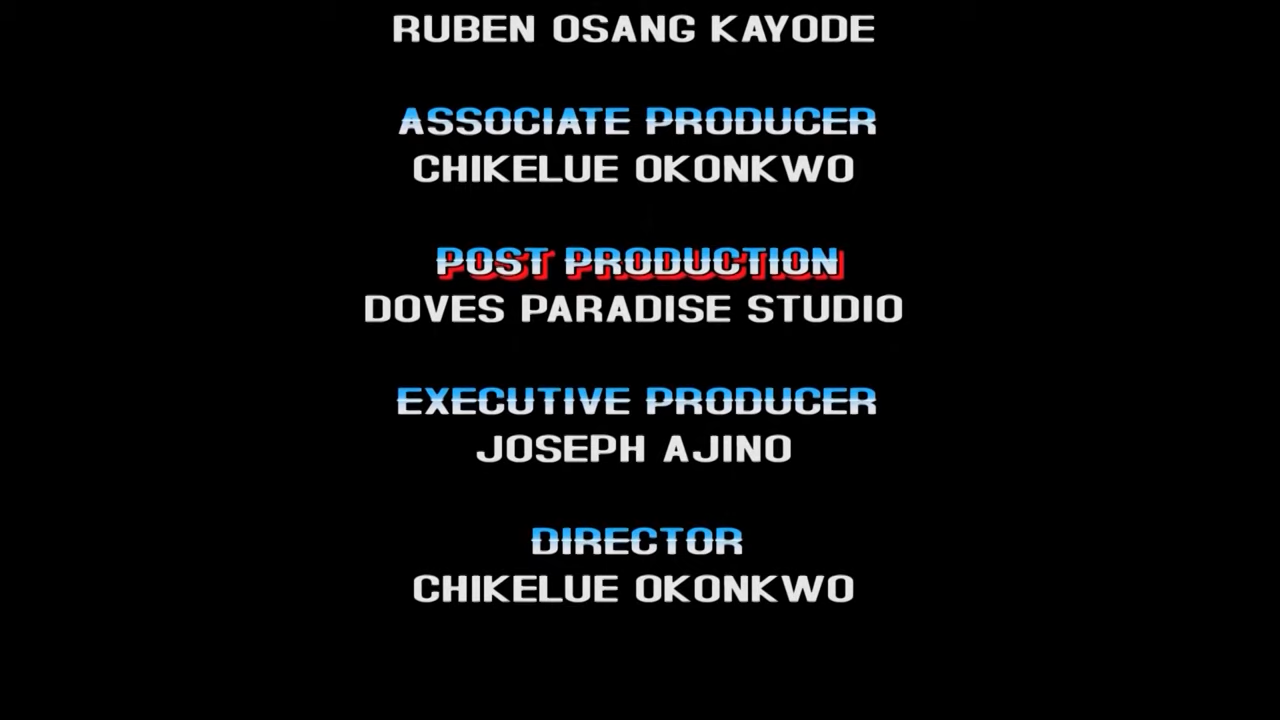 RUBEN OSANG KAYODE
ASSOCIATE PRODUCER
CHIKELUE OKONKWO
POST PRODUCTION
DOVES PARADISE STUDIO
EXECUTIVE PRODUCER
JOSEPH AJINO
DIRECTOR
CHIKELUE OKONKWO